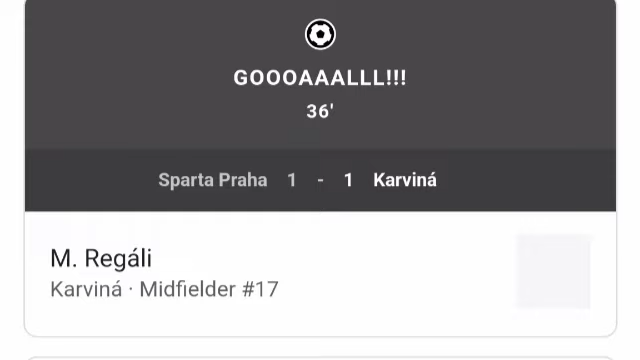 GOOOAAALLL!!!
36'
Sparta Praha 1 - 1 Karviná
M. Regáli
Karviná · Midfielder #17